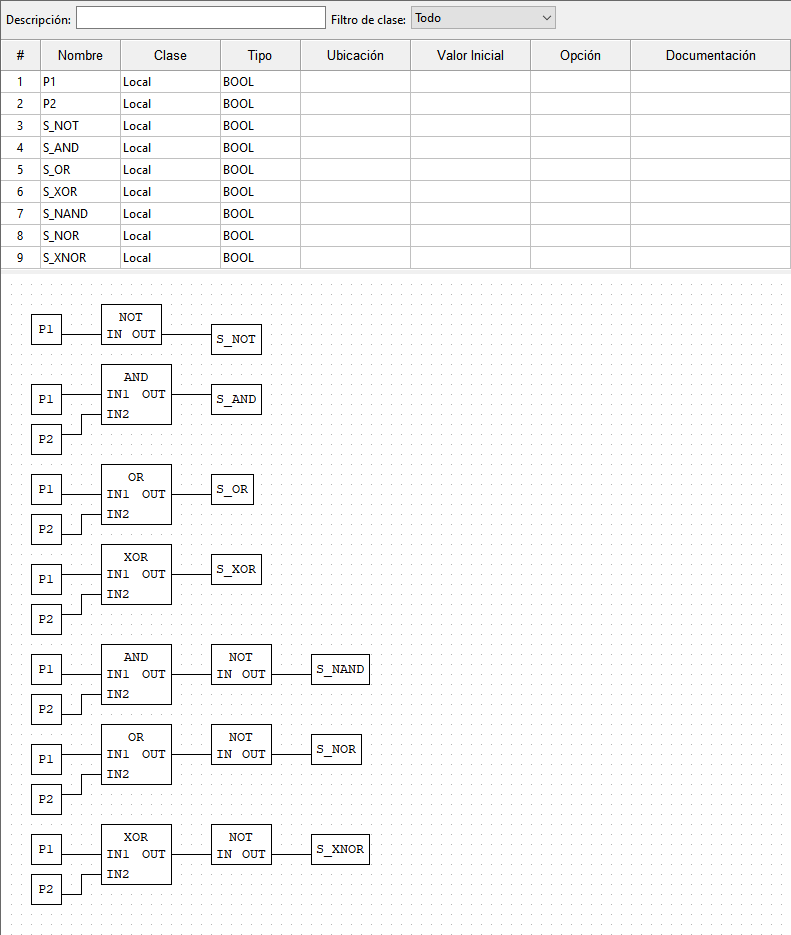 Descripción: Filtro de clase: Todo
# Nombre Clase Tipo Ubicación Valor Inicial Opción Documentación
1 P1 Local BOOL
2 P2 Local BOOL
3 S_NOT Local BOOL
4 S_AND Local BOOL
5 S_OR Local BOOL
6 S_XOR Local BOOL
7 S_NAND Local BOOL
8 S_NOR Local BOOL
9 S_XNOR Local BOOL
NOT
P1 IN OUT S_NOT
AND
P1 IN1 OUT S_AND
P2 IN2
OR
P1 IN1 OUT S_OR
P2 IN2
XOR
P1 IN1 OUT S_XOR
P2 IN2
AND NOT
P1 IN1 OUT IN OUT S_NAND
P2 IN2
OR NOT
P1 IN1 OUT IN OUT S_NOR
P2 IN2
XOR NOT
P1 IN1 OUT IN OUT S_XNOR
P2 IN2